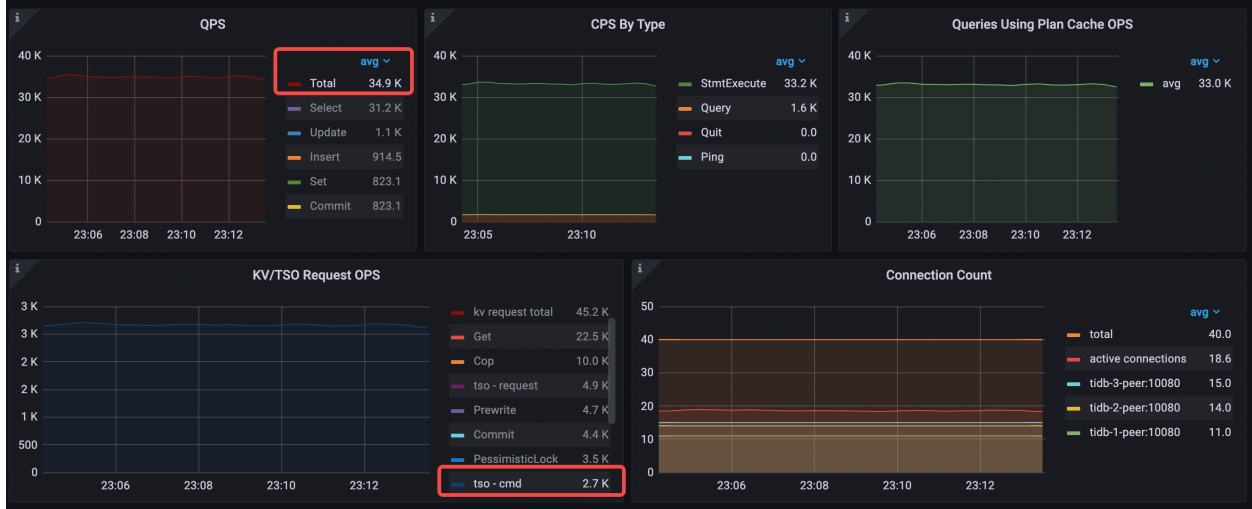 QPS
40 K
30 K
20 K
10 K
0
23:06 23:08 23:10 23:12
avg
Total 34.9 K
Select 31.2 K
Update 1.1 K
Insert 914.5
Set 823.1
Commit 823.1
CPS By Type
40 K
30 K
20 K
10 K
0
23:05 23:10
avg
StmtExecute 33.2 K
Query 1.6 K
Quit 0.0
Ping 0.0
Queries Using Plan Cache OPS
40 K
30 K
20 K
10 K
0
23:06 23:08 23:10 23:12
avg
avg 33.0 K
KV/TSO Request OPS
3 K
3 K
2 K
2 K
1 K
500
0
23:06 23:08 23:10 23:12
kv request total 45.2 K
Get 22.5 K
Cop 10.0 K
tso - request 4.9 K
Prewrite 4.7 K
Commit 4.4 K
PessimisticLock 3.5 K
tso - cmd 2.7 K
Connection Count
50
40
30
20
10
0
23:06 23:08 23:10 23:12
avg
total 40.0
active connections 18.6
tidb-3-peer:10080 15.0
tidb-2-peer:10080 14.0
tidb-1-peer:10080 11.0